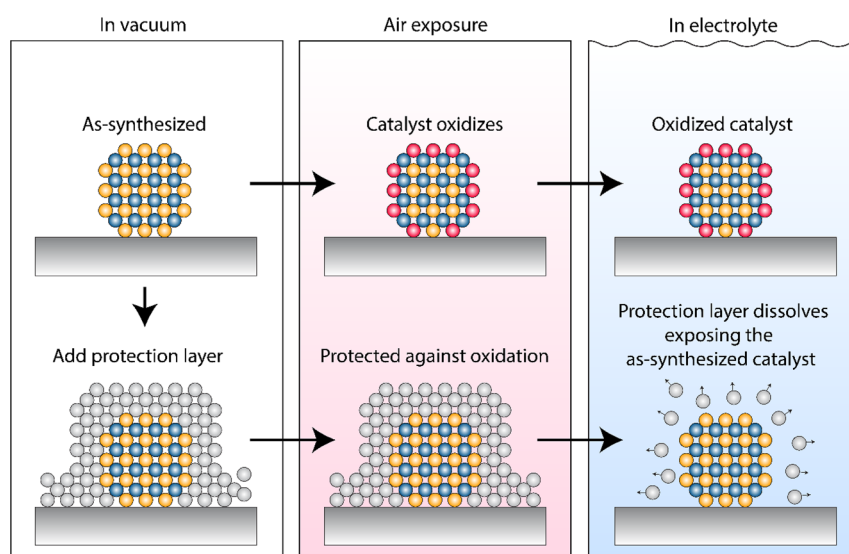 In vacuum
Air exposure
In electrolyte
As-synthesized
Catalyst oxidizes
Oxidized catalyst
Add protection layer
Protected against oxidation
Protection layer dissolves
exposing the
as-synthesized catalyst